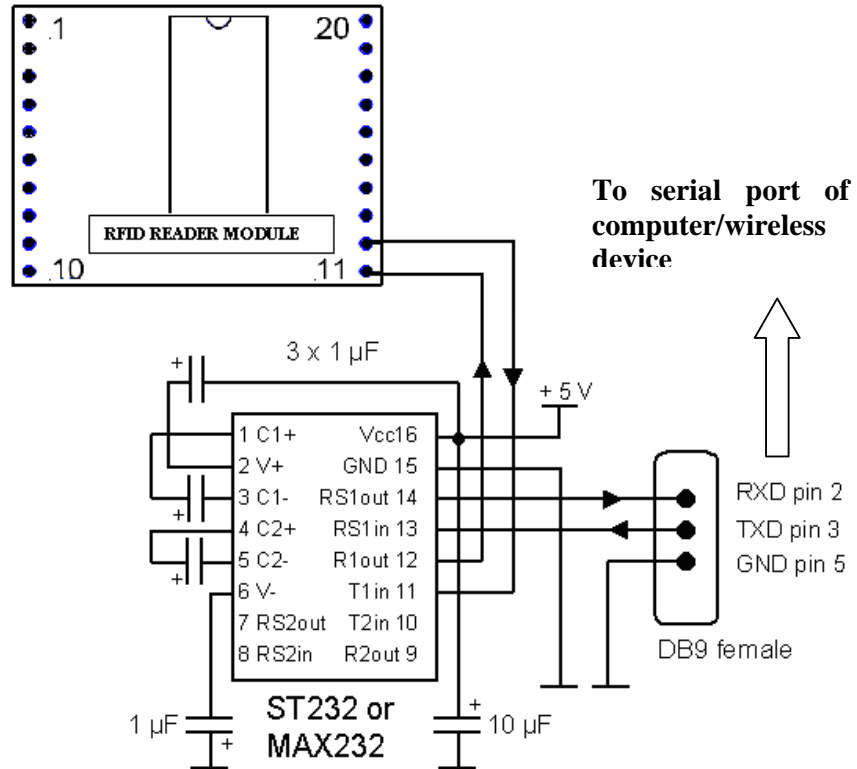 .1
20
RFID READER MODULE
.10
.11
To serial port of
computer/wireless
device
3 x 1 µF
+
+ 5 V
1 C1+
Vcc16
2 V+
GND 15
3 C1-
RS1out 14
+
4 C2+
RS1in 13
5 C2-
R1out 12
+
6 V-
T1in 11
7 RS2out
T2in 10
8 RS2in
R2out 9
RXD pin 2
TXD pin 3
GND pin 5
DB9 female
1 µF
+
ST232 or
MAX232
+
10 µF